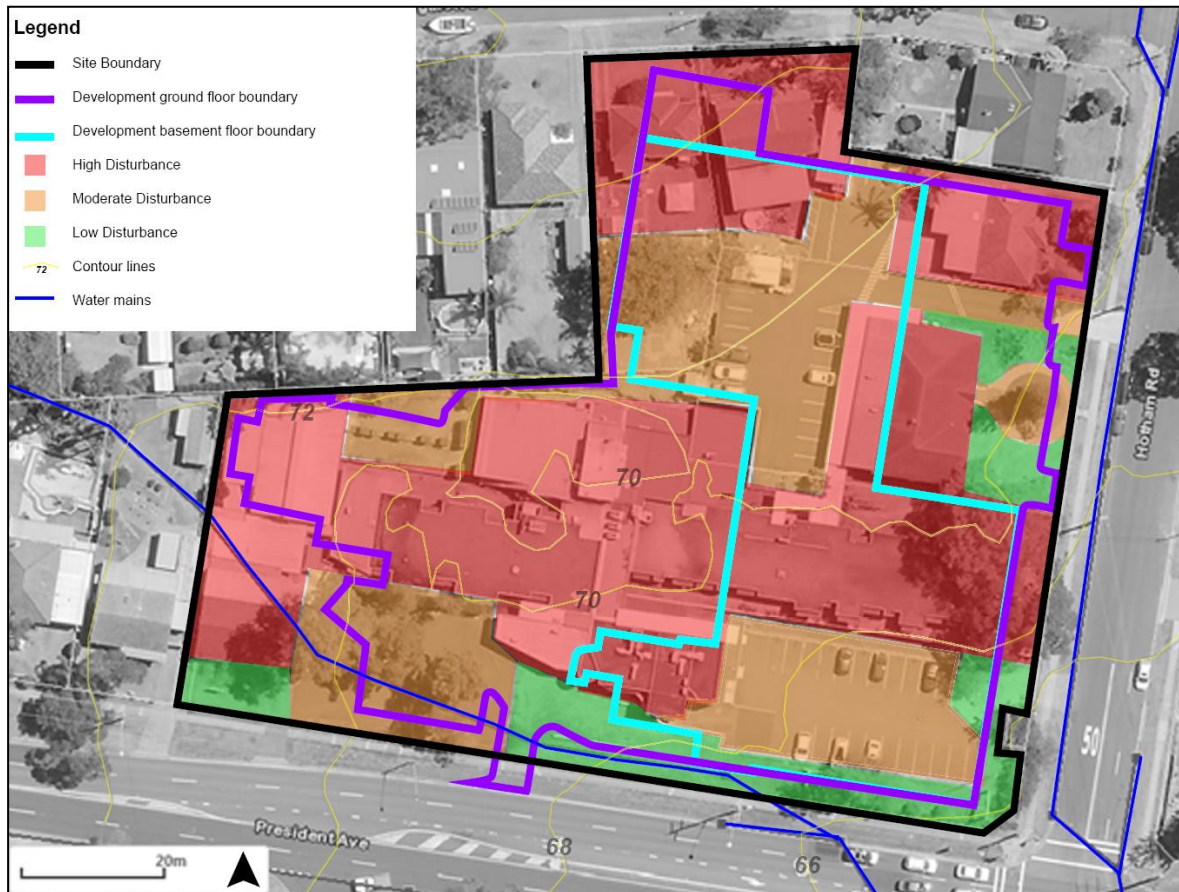 Legend
Site Boundary
Development ground floor boundary
Development basement floor boundary
High Disturbance
Moderate Disturbance
Low Disturbance
72
Contour lines
Water mains
72
70
70
Hotham Rd
50
President Ave
68
66
20m